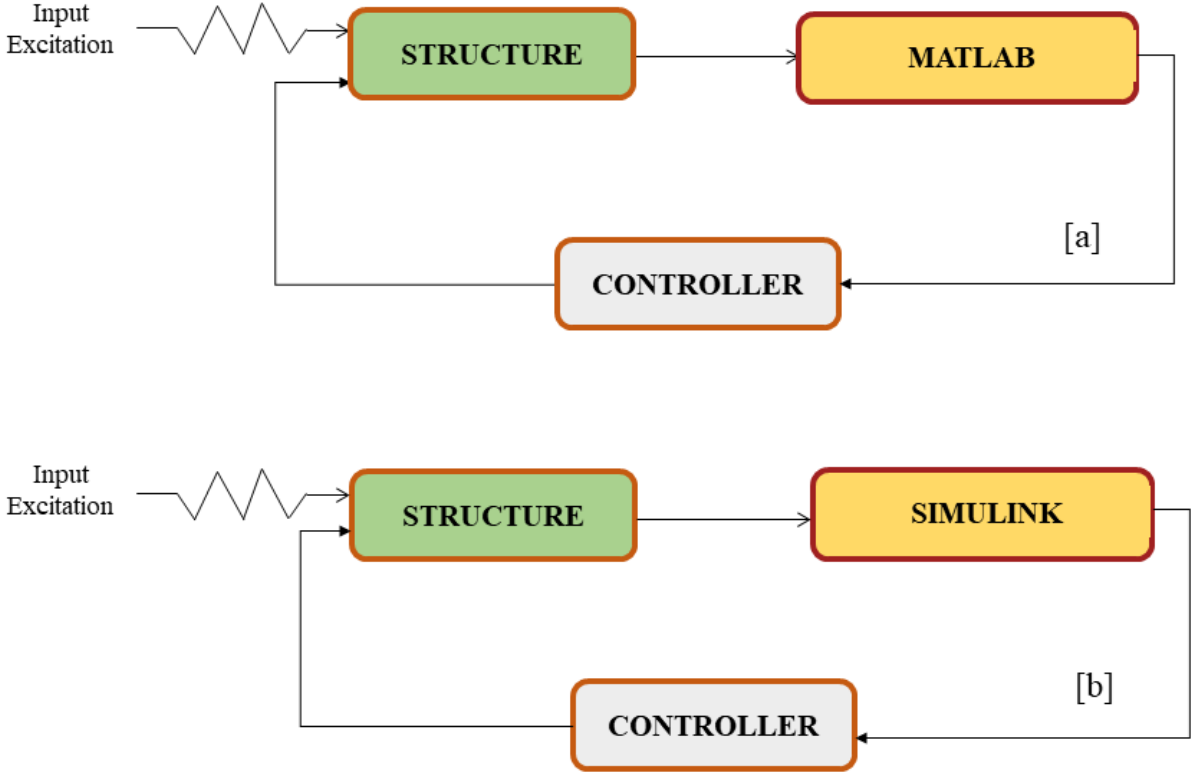 Input
Excitation
STRUCTURE
MATLAB
[a]
CONTROLLER
Input
Excitation
STRUCTURE
SIMULINK
[b]
CONTROLLER